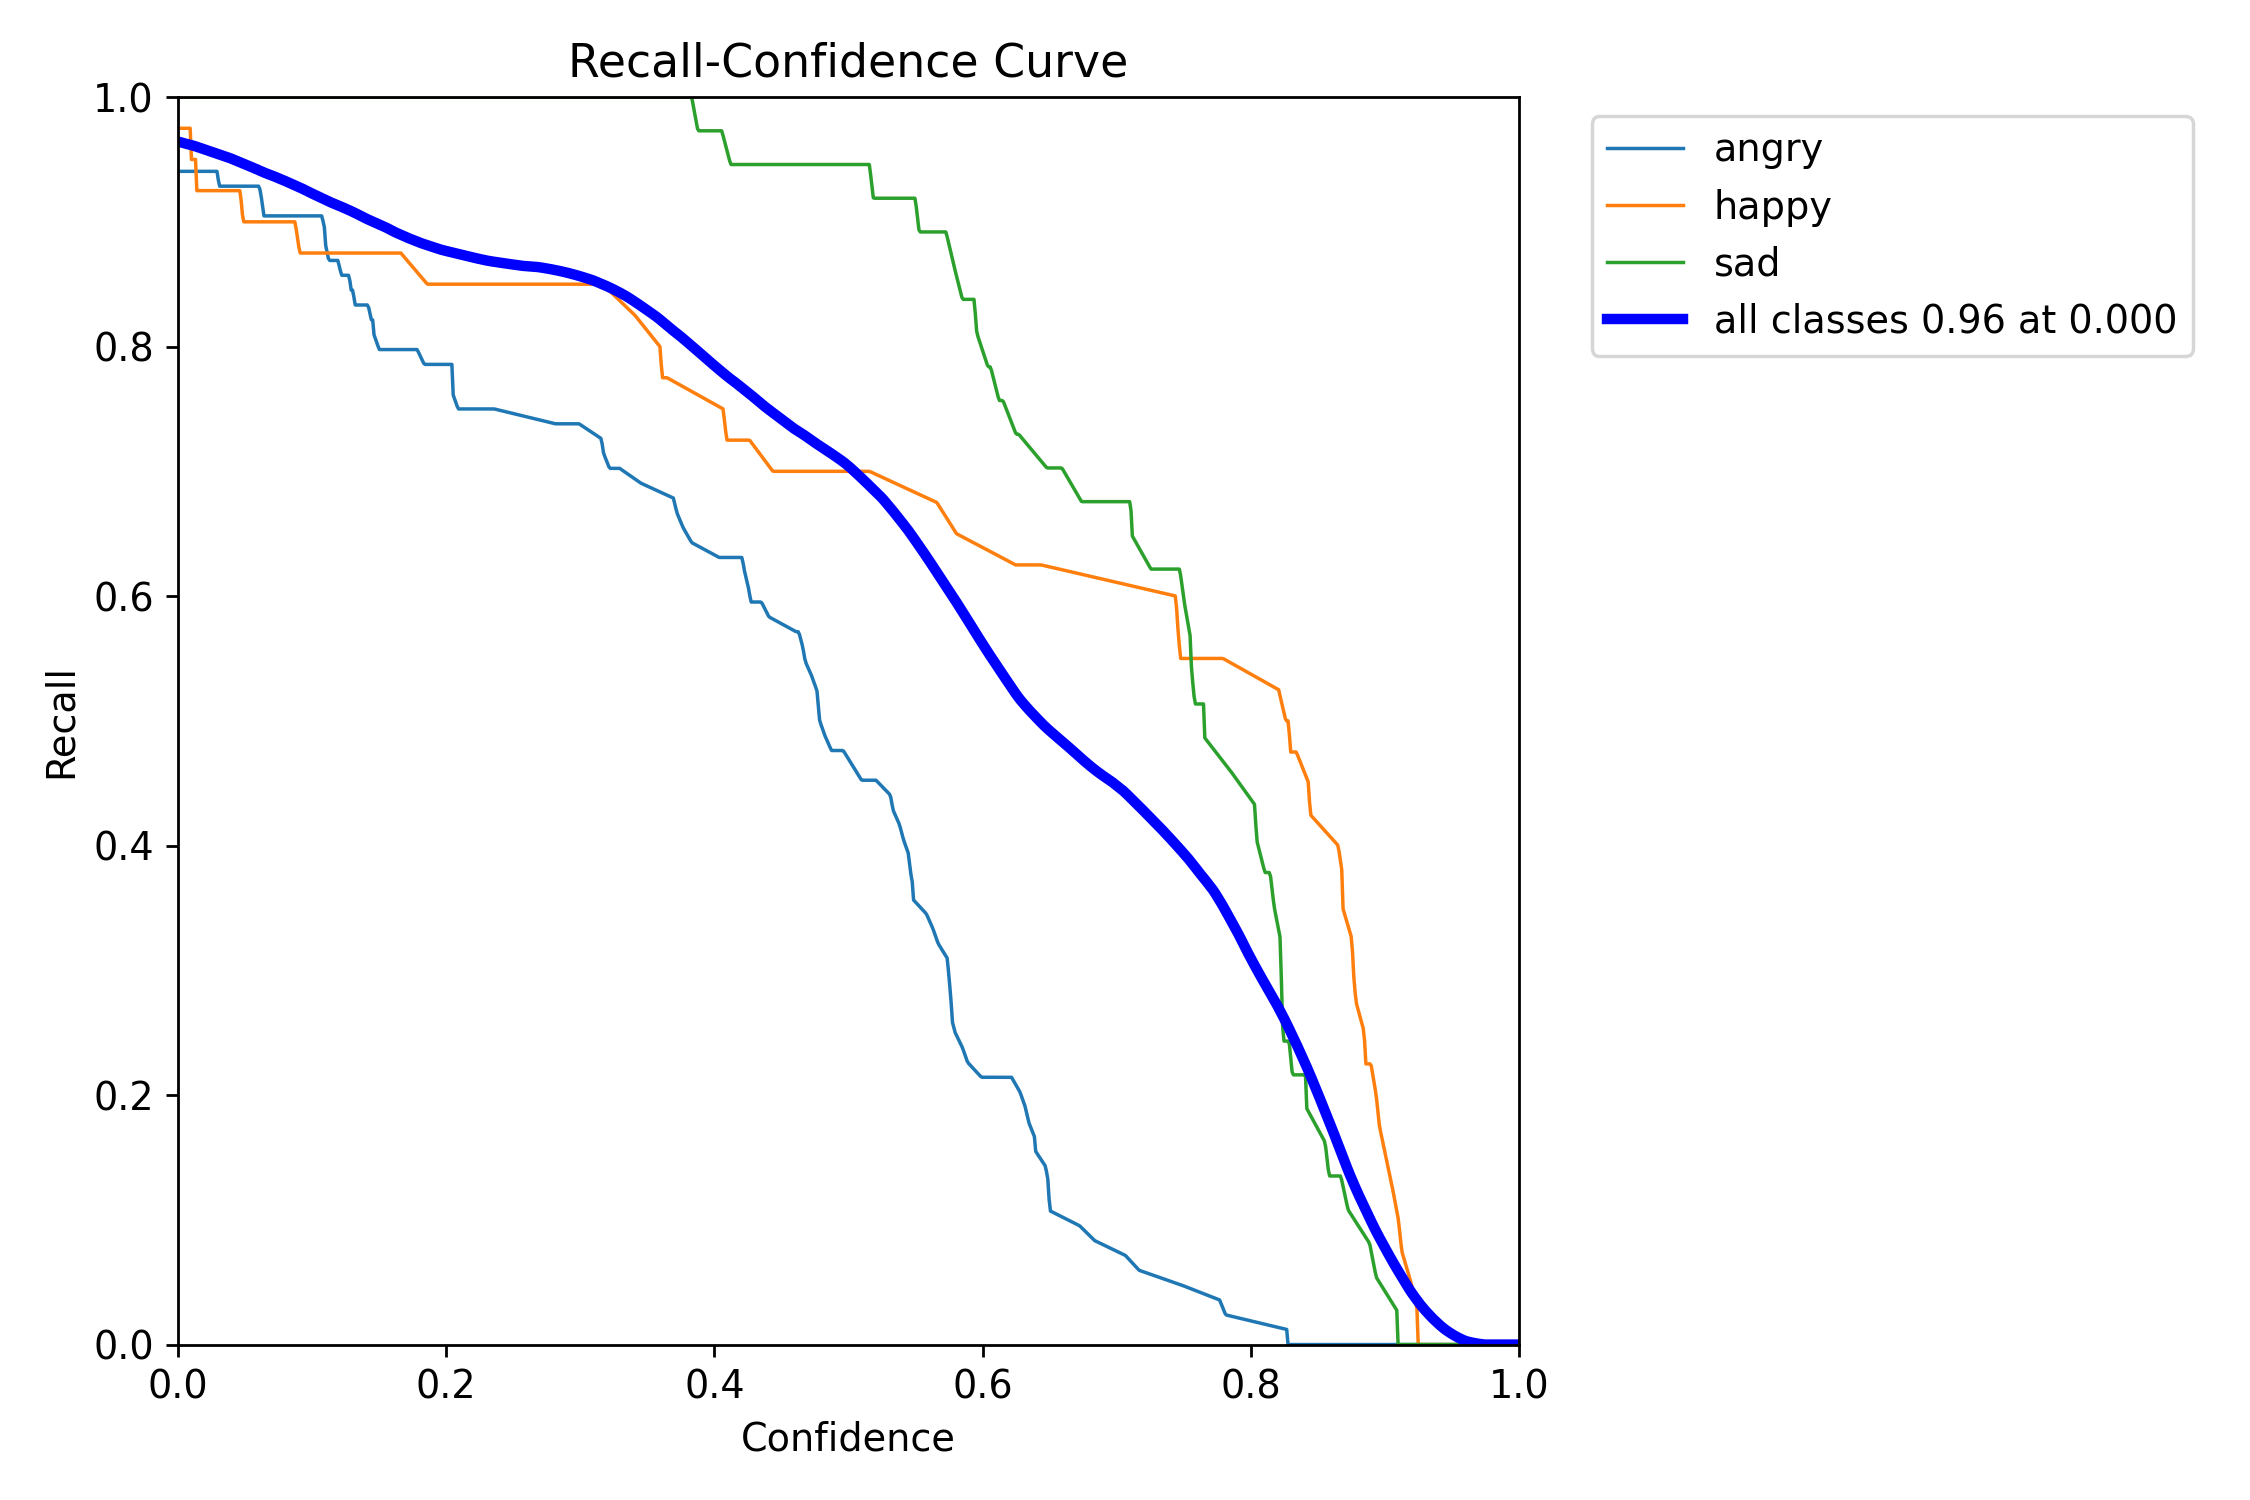 Recall-Confidence Curve
1.0
0.8
0.6
0.4
0.2
0.0
Recall
0.0 0.2 0.4 0.6 0.8 1.0
Confidence
angry
happy
sad
all classes 0.96 at 0.000